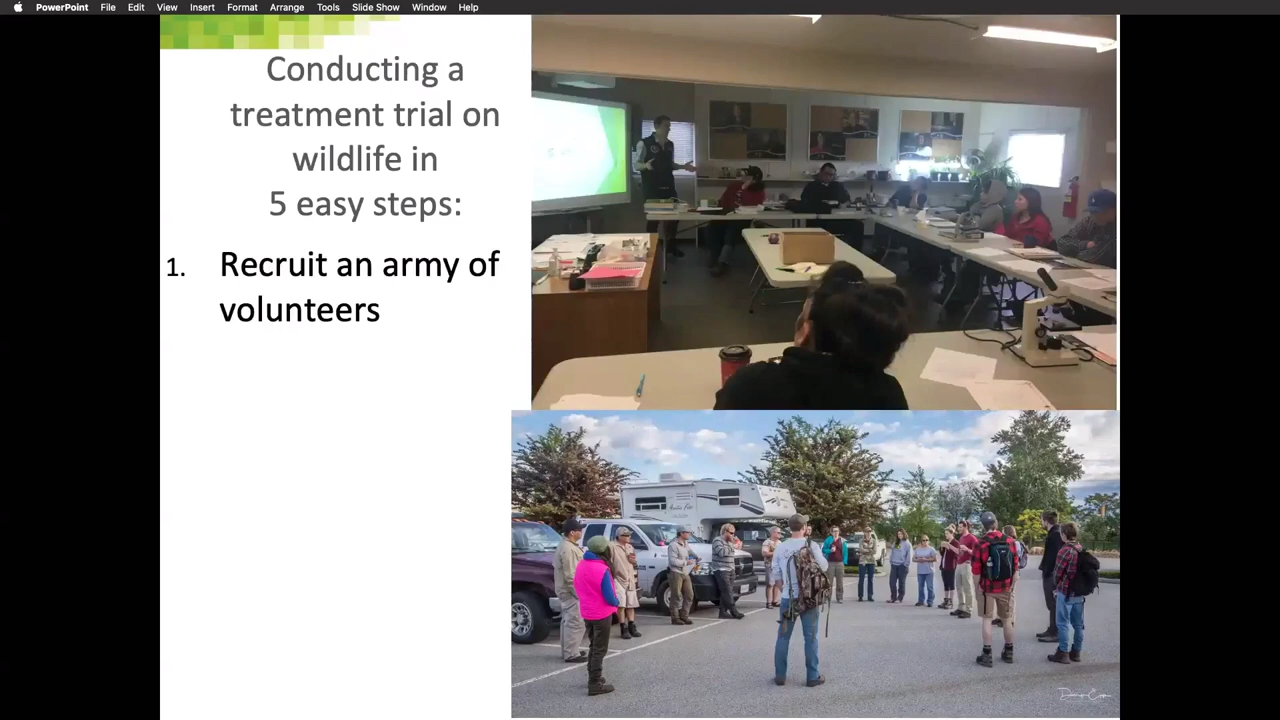 PowerPoint File Edit View Insert Format Arrange Tools Slide Show Window Help
Conducting a
treatment trial on
wildlife in
5 easy steps:
1. Recruit an army of
volunteers